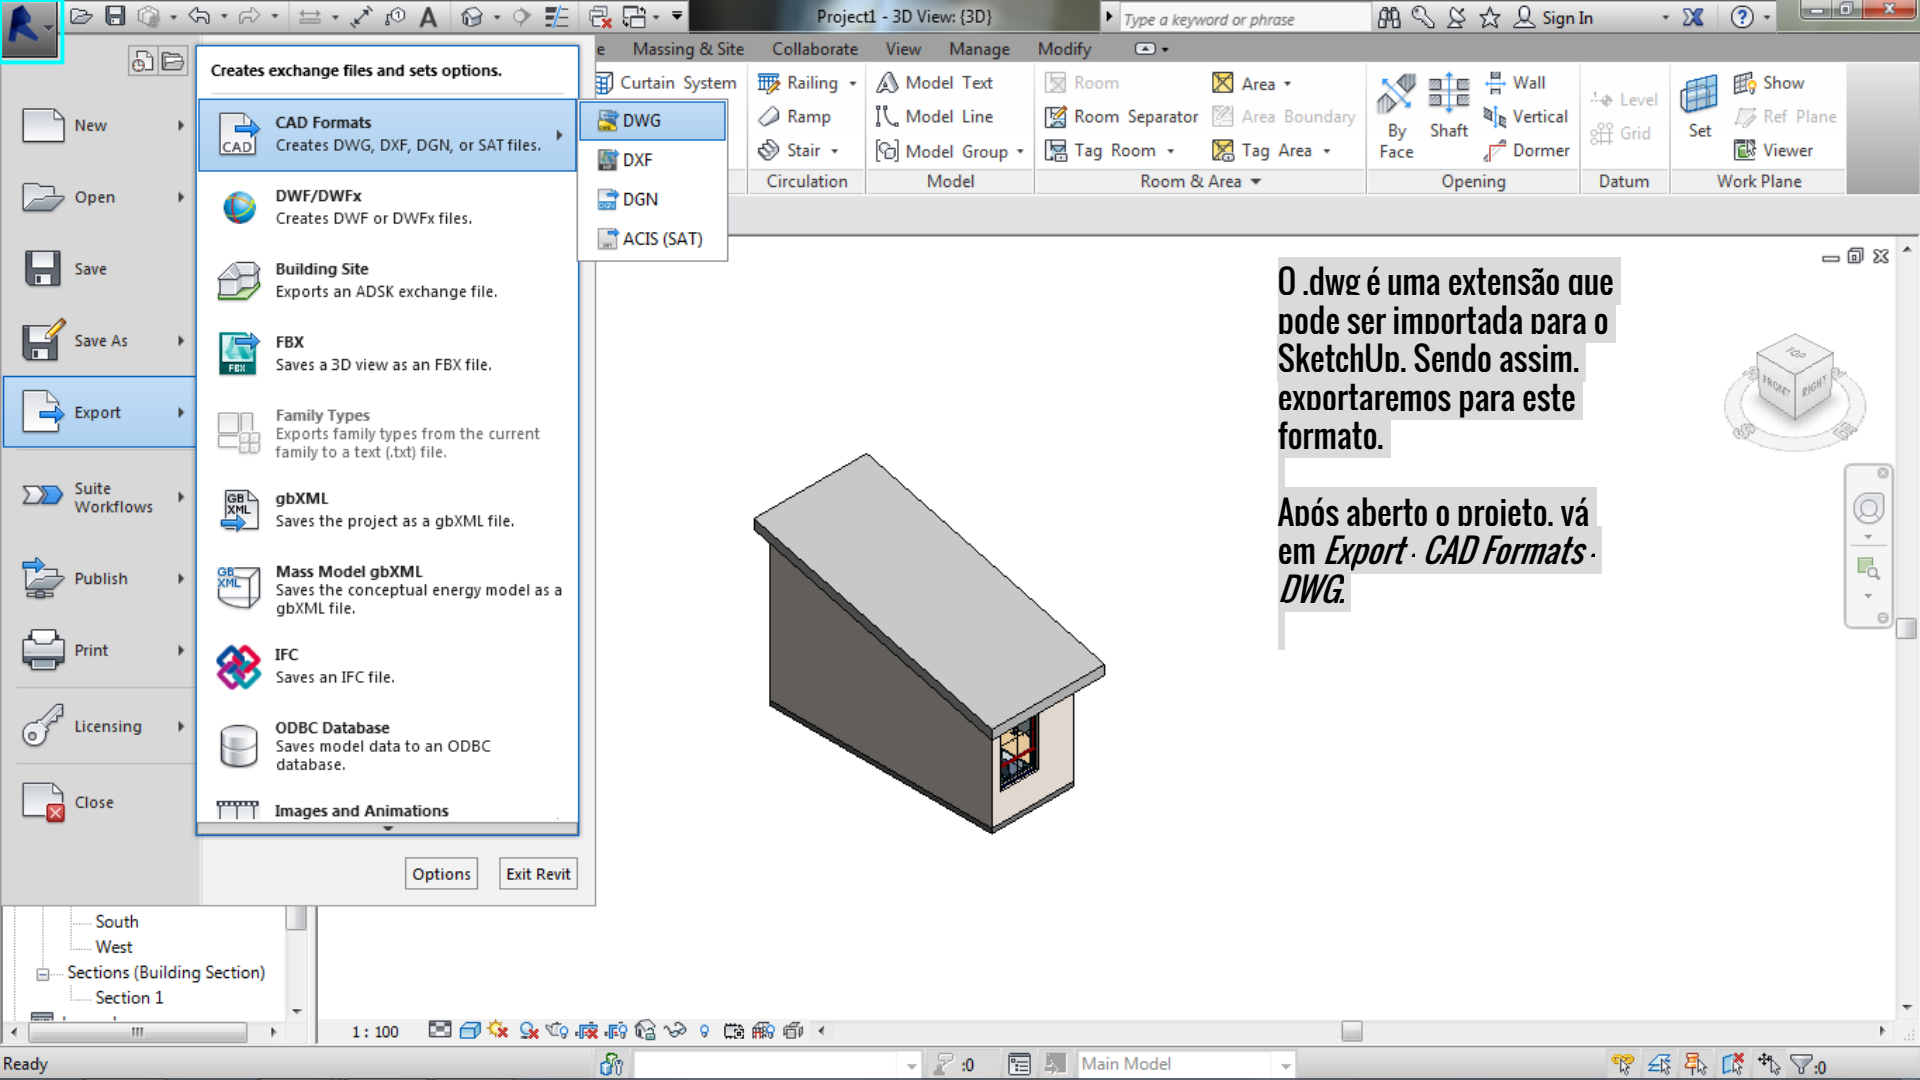 Project1 - 3D View: {3D}
Type a keyword or phrase
Sign In
Massing & Site
Collaborate
View
Manage
Modify
Curtain System
Railing
Ramp
Stair
Circulation
Model Text
Model Line
Model Group
Model
Room
Room Separator
Tag Room
Area
Area Boundary
Tag Area
Room & Area
By Face
Shaft
Wall
Vertical
Dormer
Opening
Level
Grid
Datum
Set
Show
Ref Plane
Viewer
Work Plane
New
Open
Save
Save As
Export
Suite
Workflows
Publish
Print
Licensing
Close
Creates exchange files and sets options.
CAD Formats
Creates DWG, DXF, DGN, or SAT files.
DWF/DWFx
Creates DWF or DWFx files.
Building Site
Exports an ADSK exchange file.
FBX
Saves a 3D view as an FBX file.
Family Types
Exports family types from the current
family to a text (.txt) file.
gbXML
Saves the project as a gbXML file.
Mass Model gbXML
Saves the conceptual energy model as a
gbXML file.
IFC
Saves an IFC file.
ODBC Database
Saves model data to an ODBC
database.
Images and Animations
Options
Exit Revit
DWG
DXF
DGN
ACIS (SAT)
O .dwg é uma extensão que
pode ser importada para o
SketchUp. Sendo assim,
exportaremos para este
formato.
Após aberto o projeto, vá
em Export - CAD Formats -
DWG.
TOP
FRONT
RIGHT
South
West
Sections (Building Section)
Section 1
1 : 100
Ready
:0
Main Model
:0